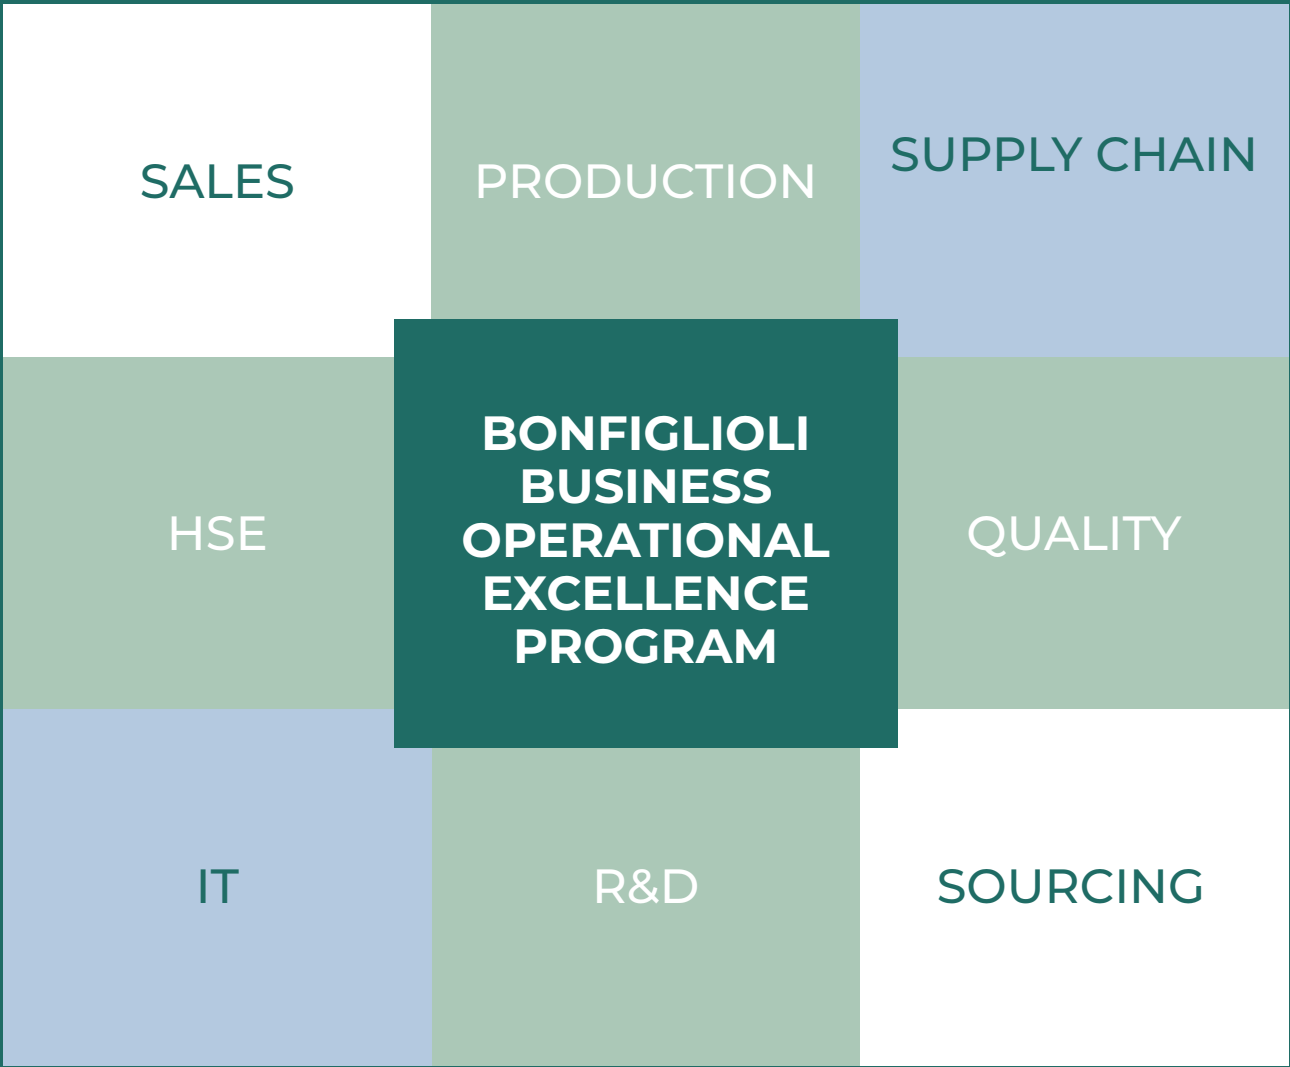 SALES
PRODUCTION
SUPPLY CHAIN
HSE
BONFIGLIOLI
BUSINESS
OPERATIONAL
EXCELLENCE
PROGRAM
QUALITY
IT
R&D
SOURCING